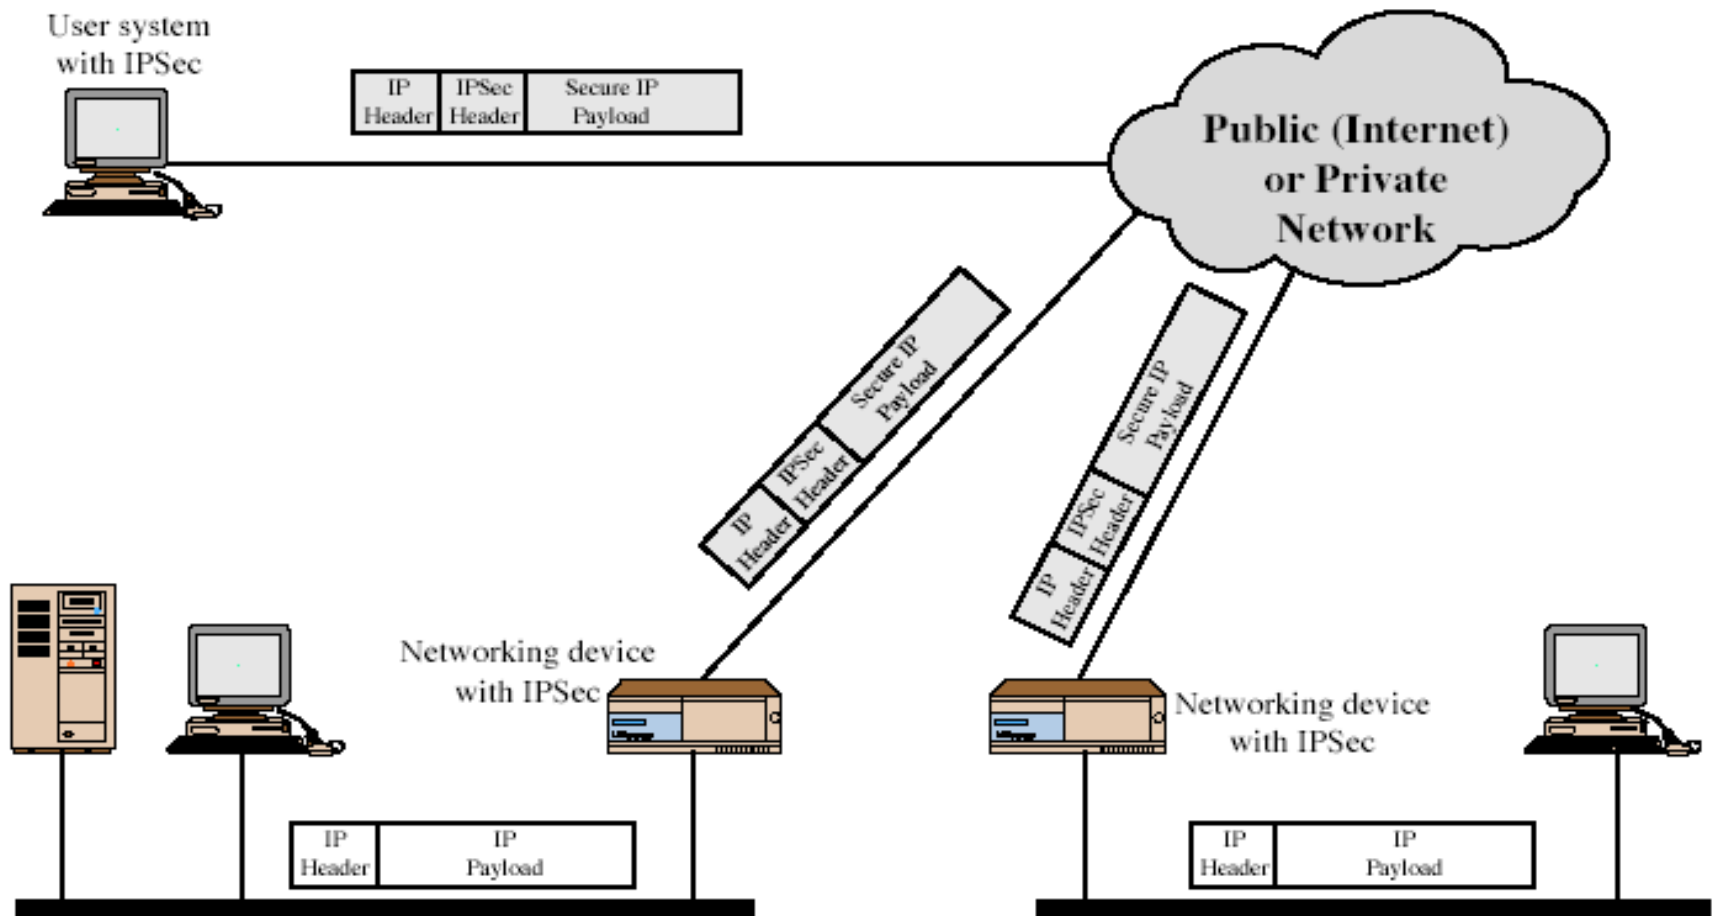 User system
with IPSec
IP
Header
IPSec
Header
Secure IP
Payload
Public (Internet)
or Private
Network
Secure IP
Payload
IPSec
Header
IP
Header
Secure IP
Payload
IPSec
Header
IP
Header
Networking device
with IPSec
Networking device
with IPSec
IP
Header
IP
Payload
IP
Header
IP
Payload